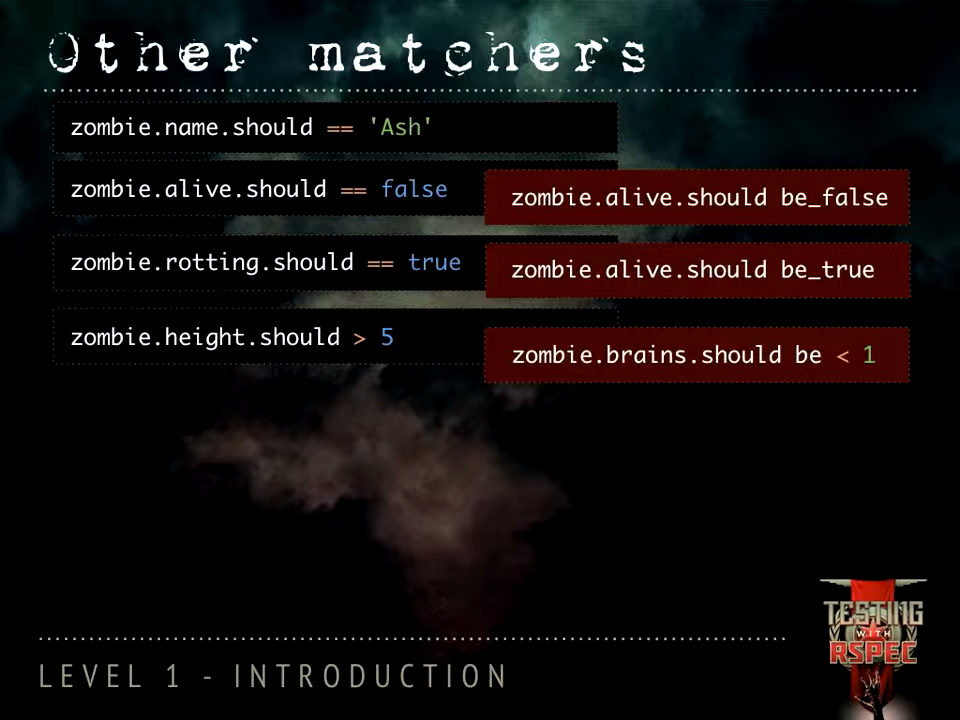 Other matchers
zombie.name.should == 'Ash'
zombie.alive.should == false
zombie.alive.should be_false
zombie.rotting.should == true
zombie.alive.should be_true
zombie.height.should > 5
zombie.brains.should be < 1
TESTING
WITH
RSPEC
LEVEL 1 - INTRODUCTION